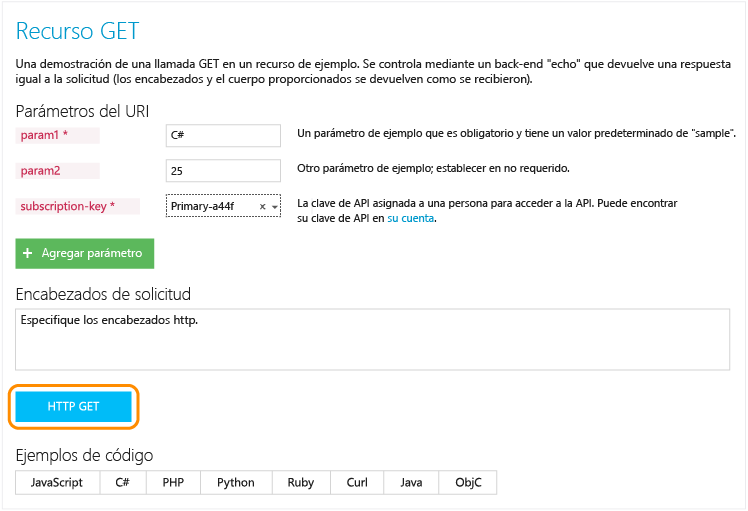 Recurso GET
Una demostración de una llamada GET en un recurso de ejemplo. Se controla mediante un back-end "echo" que devuelve una respuesta
igual a la solicitud (los encabezados y el cuerpo proporcionados se devuelven como se recibieron).
Parámetros del URI
param1 * C# Un parámetro de ejemplo que es obligatorio y tiene un valor predeterminado de "sample".
param2 25 Otro parámetro de ejemplo; establecer en no requerido.
subscription-key * Primary-a44f × La clave de API asignada a una persona para acceder a la API. Puede encontrar
su clave de API en su cuenta.
+ Agregar parámetro
Encabezados de solicitud
Especifique los encabezados http.
HTTP GET
Ejemplos de código
JavaScript C# PHP Python Ruby Curl Java ObjC